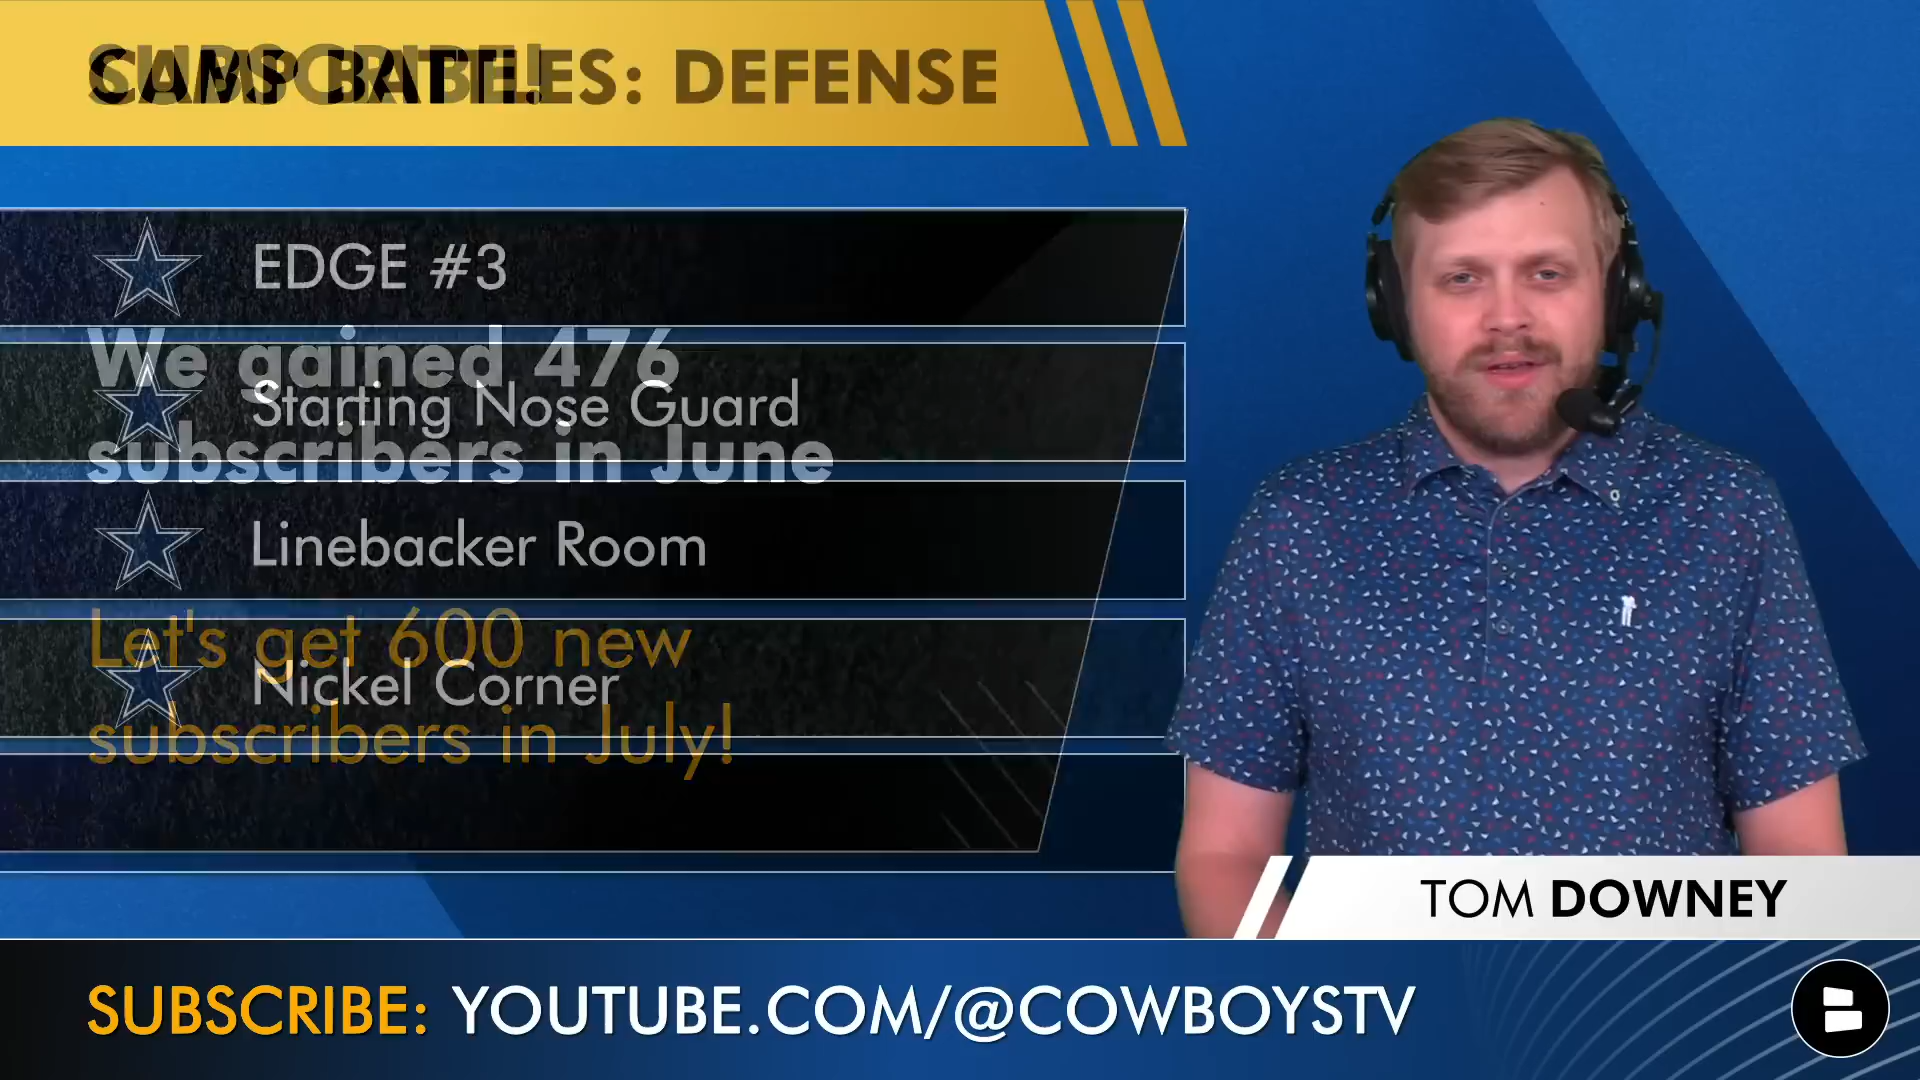 SUBSCRIBE!
CAMP BATTLES: DEFENSE
EDGE #3
We gained 476
Starting Nose Guard
subscribers in June
Linebacker Room
Let's get 600 new
Nickel Corner
subscribers in July!
TOM DOWNEY
SUBSCRIBE: YOUTUBE.COM/@COWBOYSTV